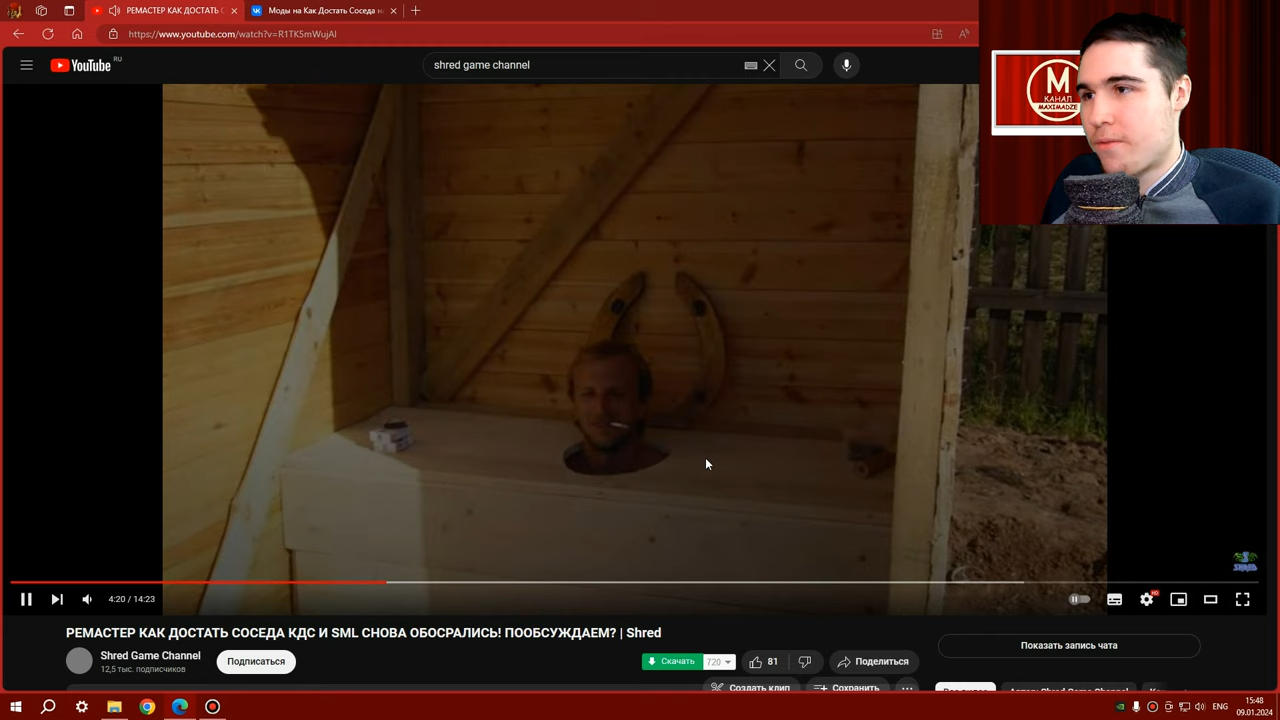 РЕМАСТЕР КАК ДОСТАТЬ С
Моды на Как Достать Соседа н
https://www.youtube.com/watch?v=R1TK5mWujAI
YouTube RU
shred game channel
М
КАНАЛ
MAXIMADZE
SHRED
4:20 / 14:23
HD
РЕМАСТЕР КАК ДОСТАТЬ СОСЕДА КДС И SML СНОВА ОБОСРАЛИСЬ! ПООБСУЖДАЕМ? | Shred
Показать запись чата
Shred Game Channel
12,5 тыс. подписчиков
Подписаться
Скачать 720
81
Поделиться
Создать клип
Сохранить
ENG
15:48
09.01.2024